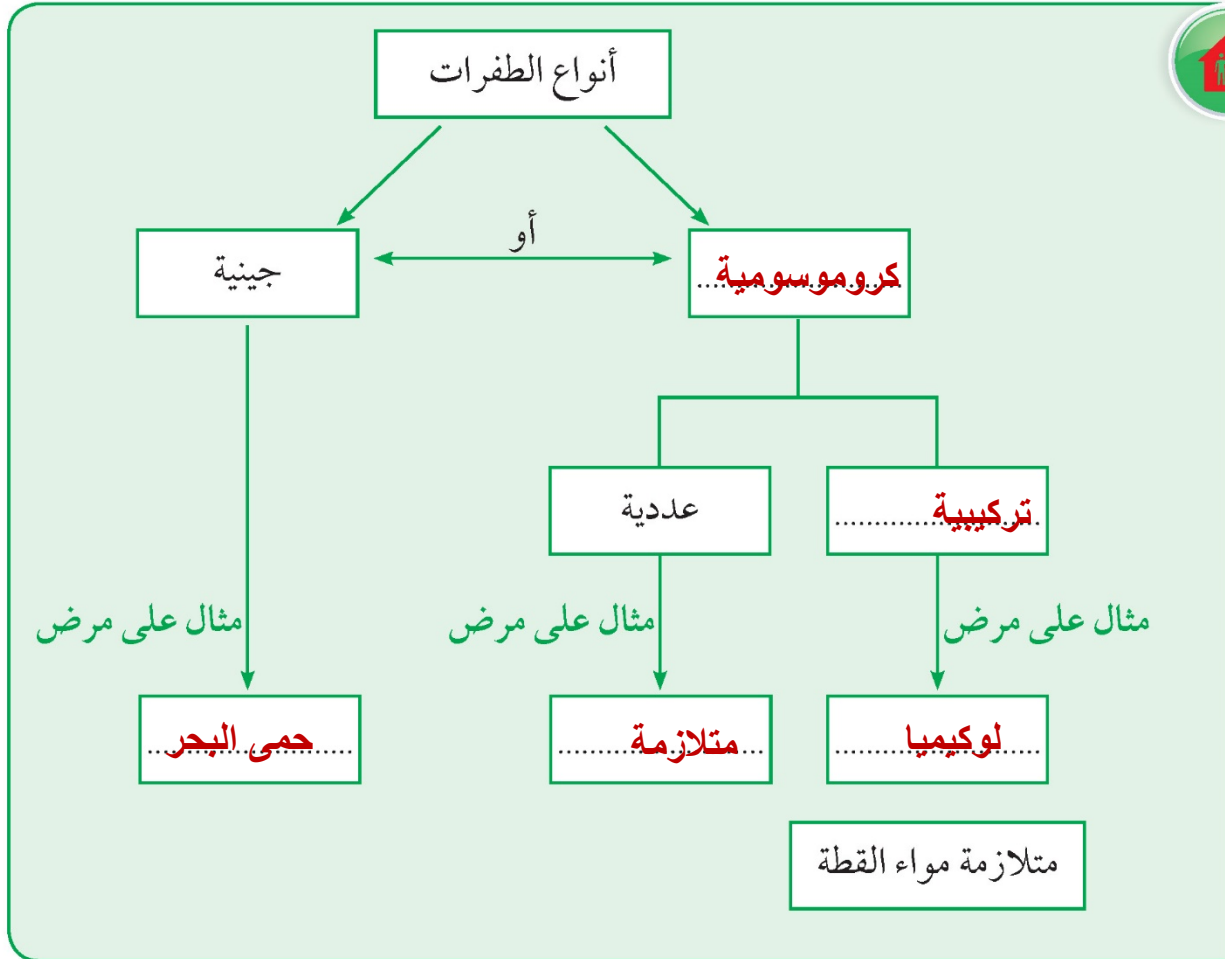 أنواع الطفرات
كروموسومية
أو
جينية
تركيبية
عددية
مثال على مرض
مثال على مرض
مثال على مرض
لوكيميا
متلازمة
حمى البحر
متلازمة مواء القطة